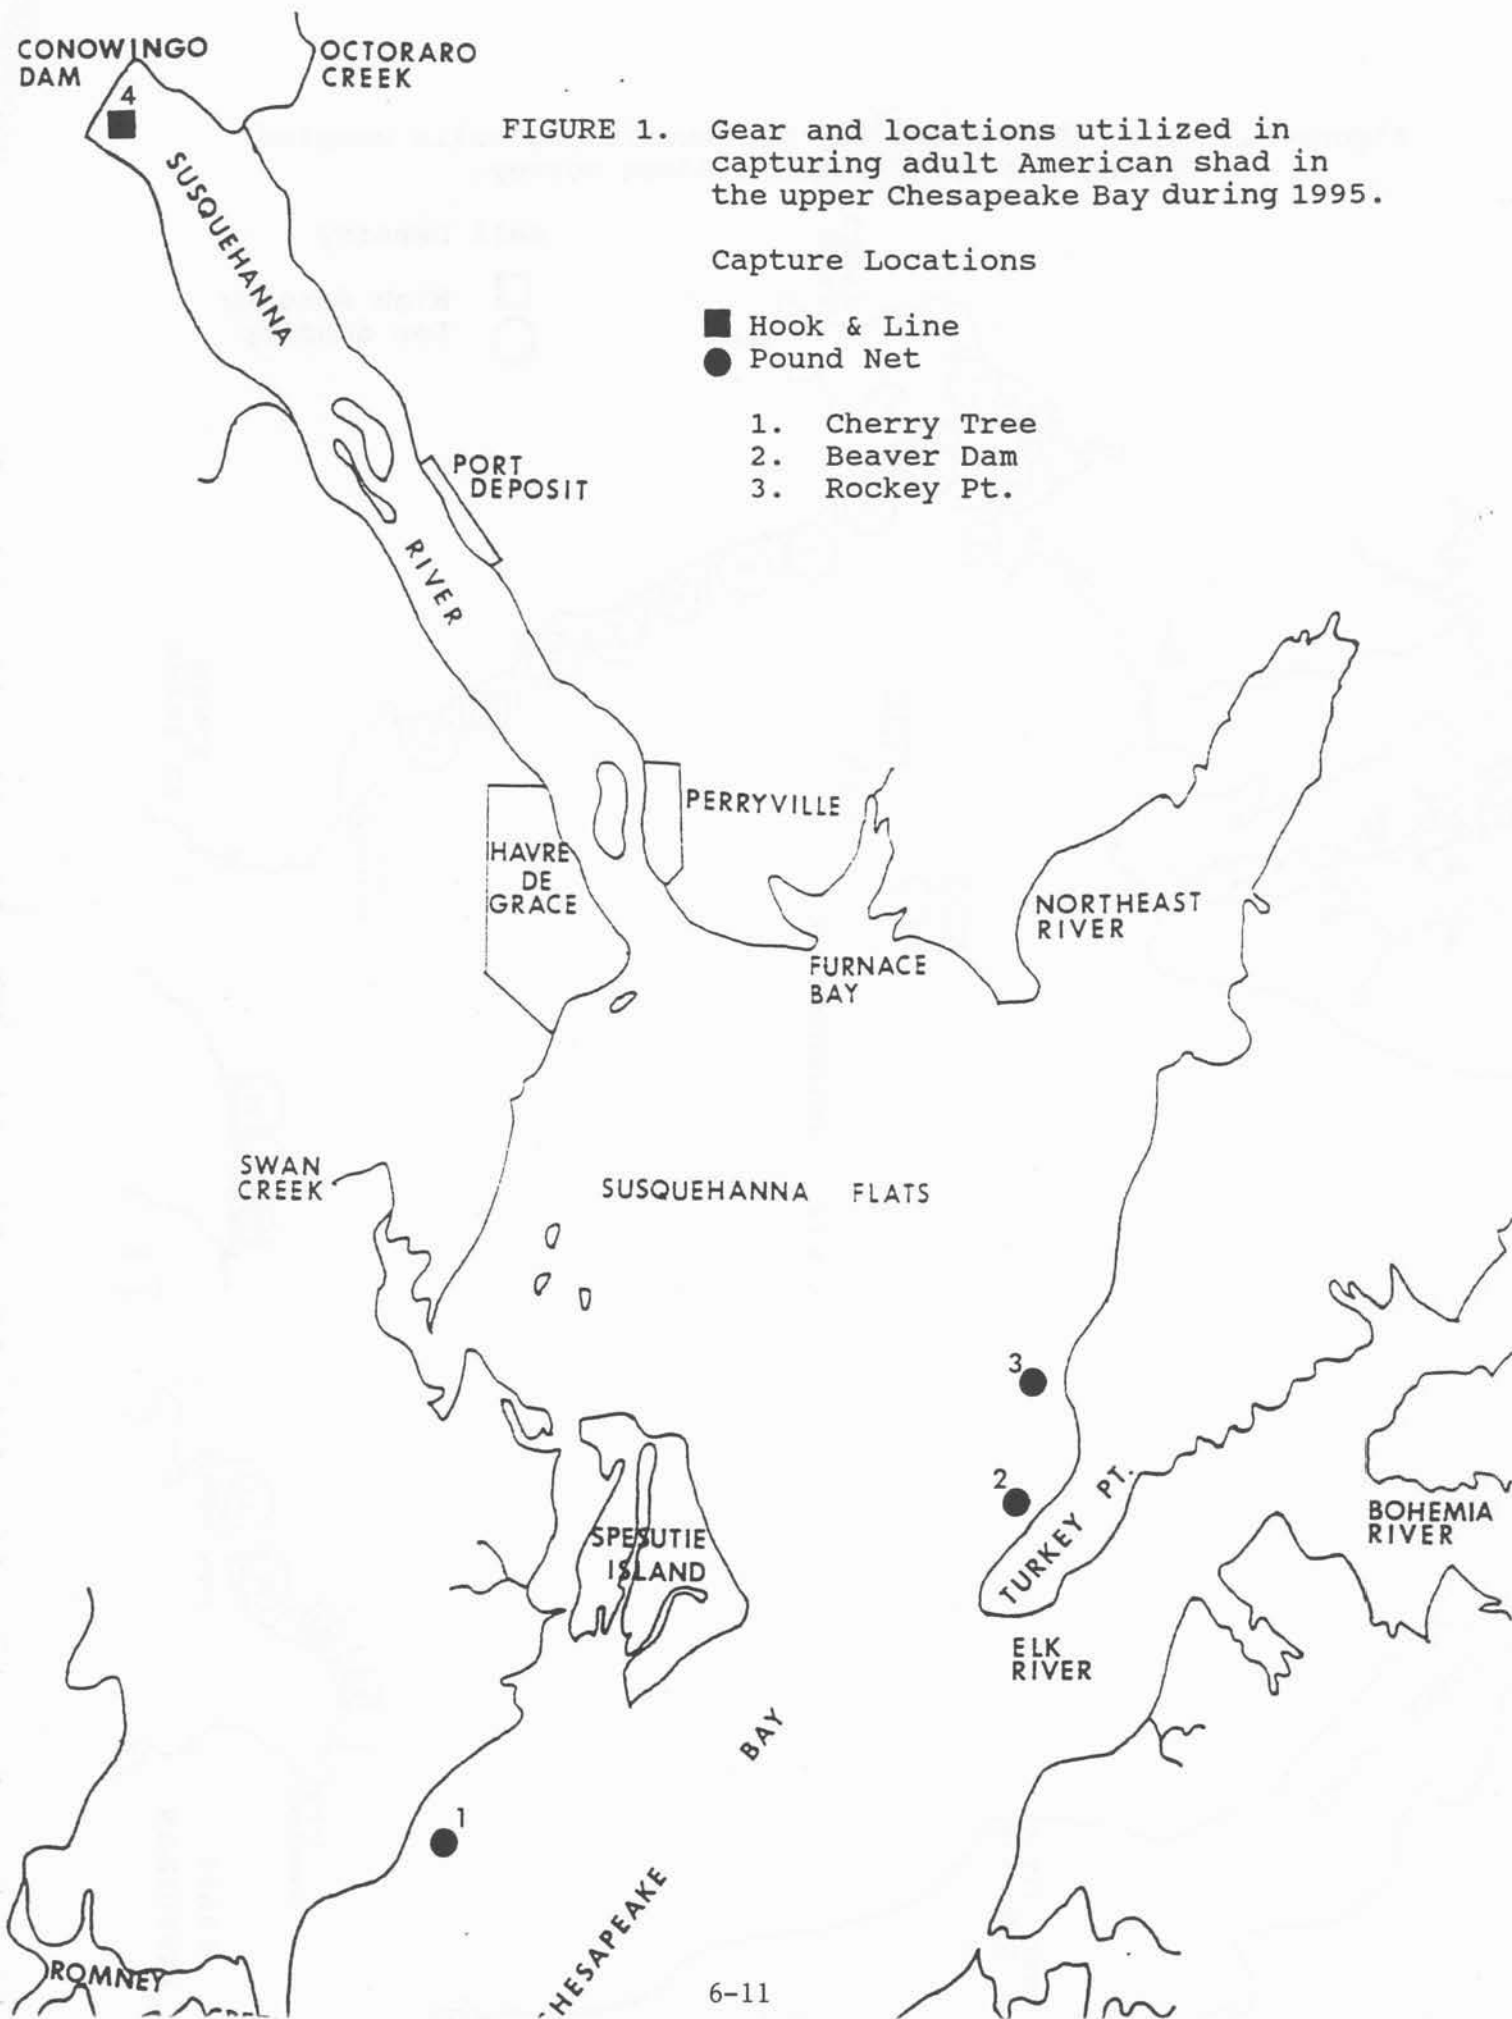 CONOWINGO
DAM
OCTORARO
CREEK
4
FIGURE 1. Gear and locations utilized in
capturing adult American shad in
the upper Chesapeake Bay during 1995.
SUSQUEHANNA
Capture Locations
Hook & Line
Pound Net
1. Cherry Tree
2. Beaver Dam
3. Rockey Pt.
PORT
DEPOSIT
RIVER
PERRYVILLE
HAVRE
DE
GRACE
NORTHEAST
RIVER
FURNACE
BAY
SWAN
CREEK
SUSQUEHANNA FLATS
3
2
TURKEY PT.
BOHEMIA
RIVER
SPESUTIE
ISLAND
ELK
RIVER
BAY
1
HESAPEAKE
ROMNEY
6-11